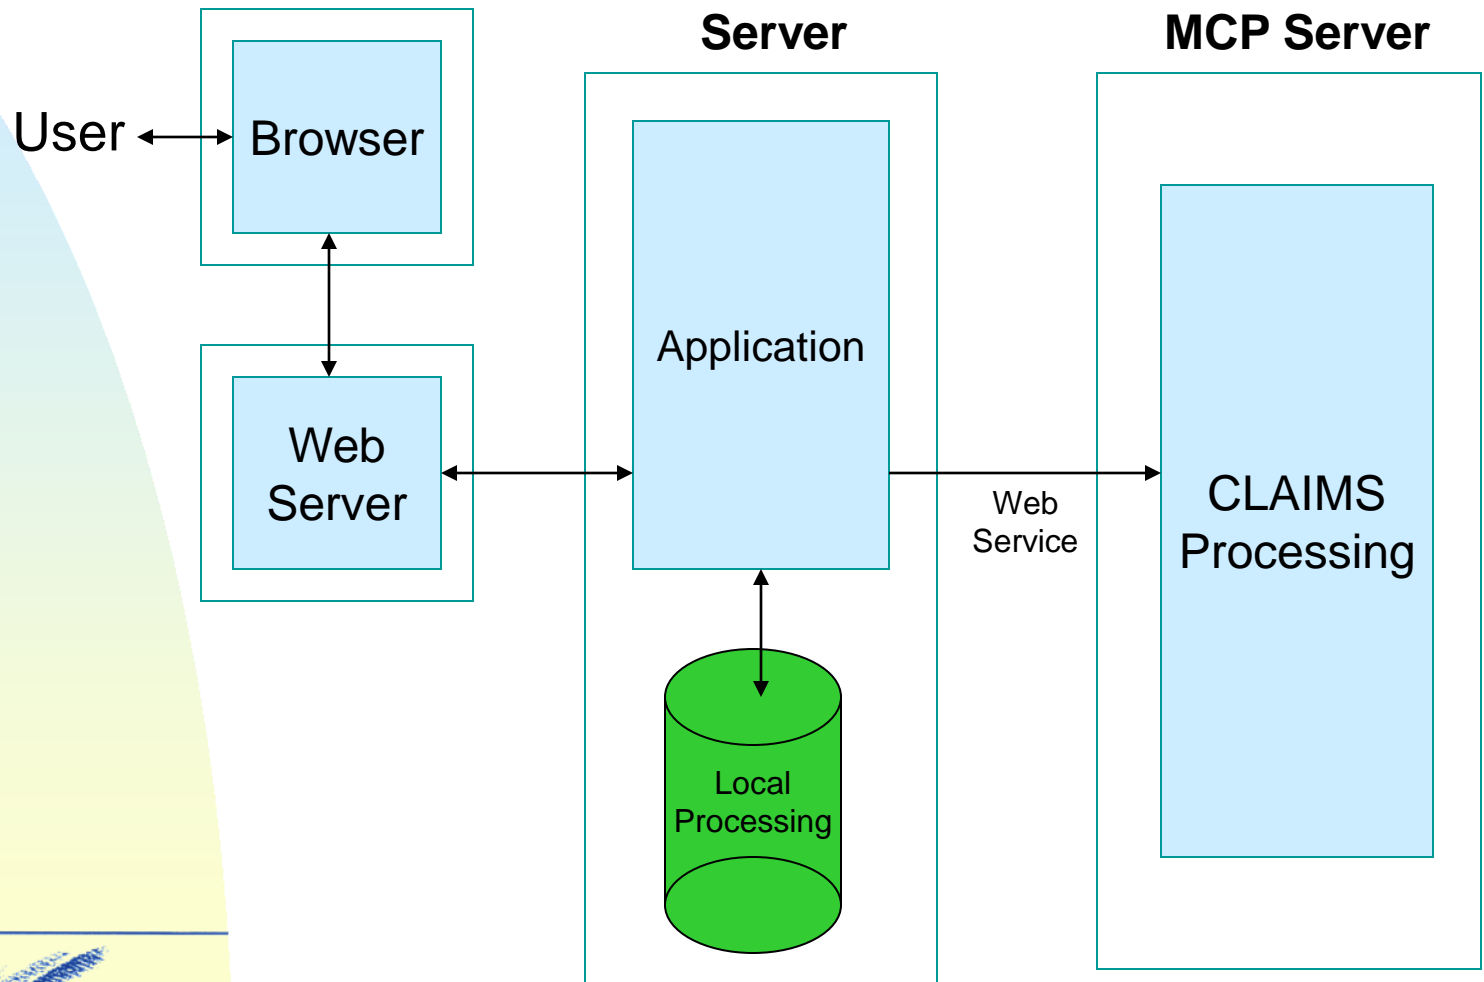 Server
MCP Server
User
Browser
Application
Web
Server
Web
Service
CLAIMS
Processing
Local
Processing